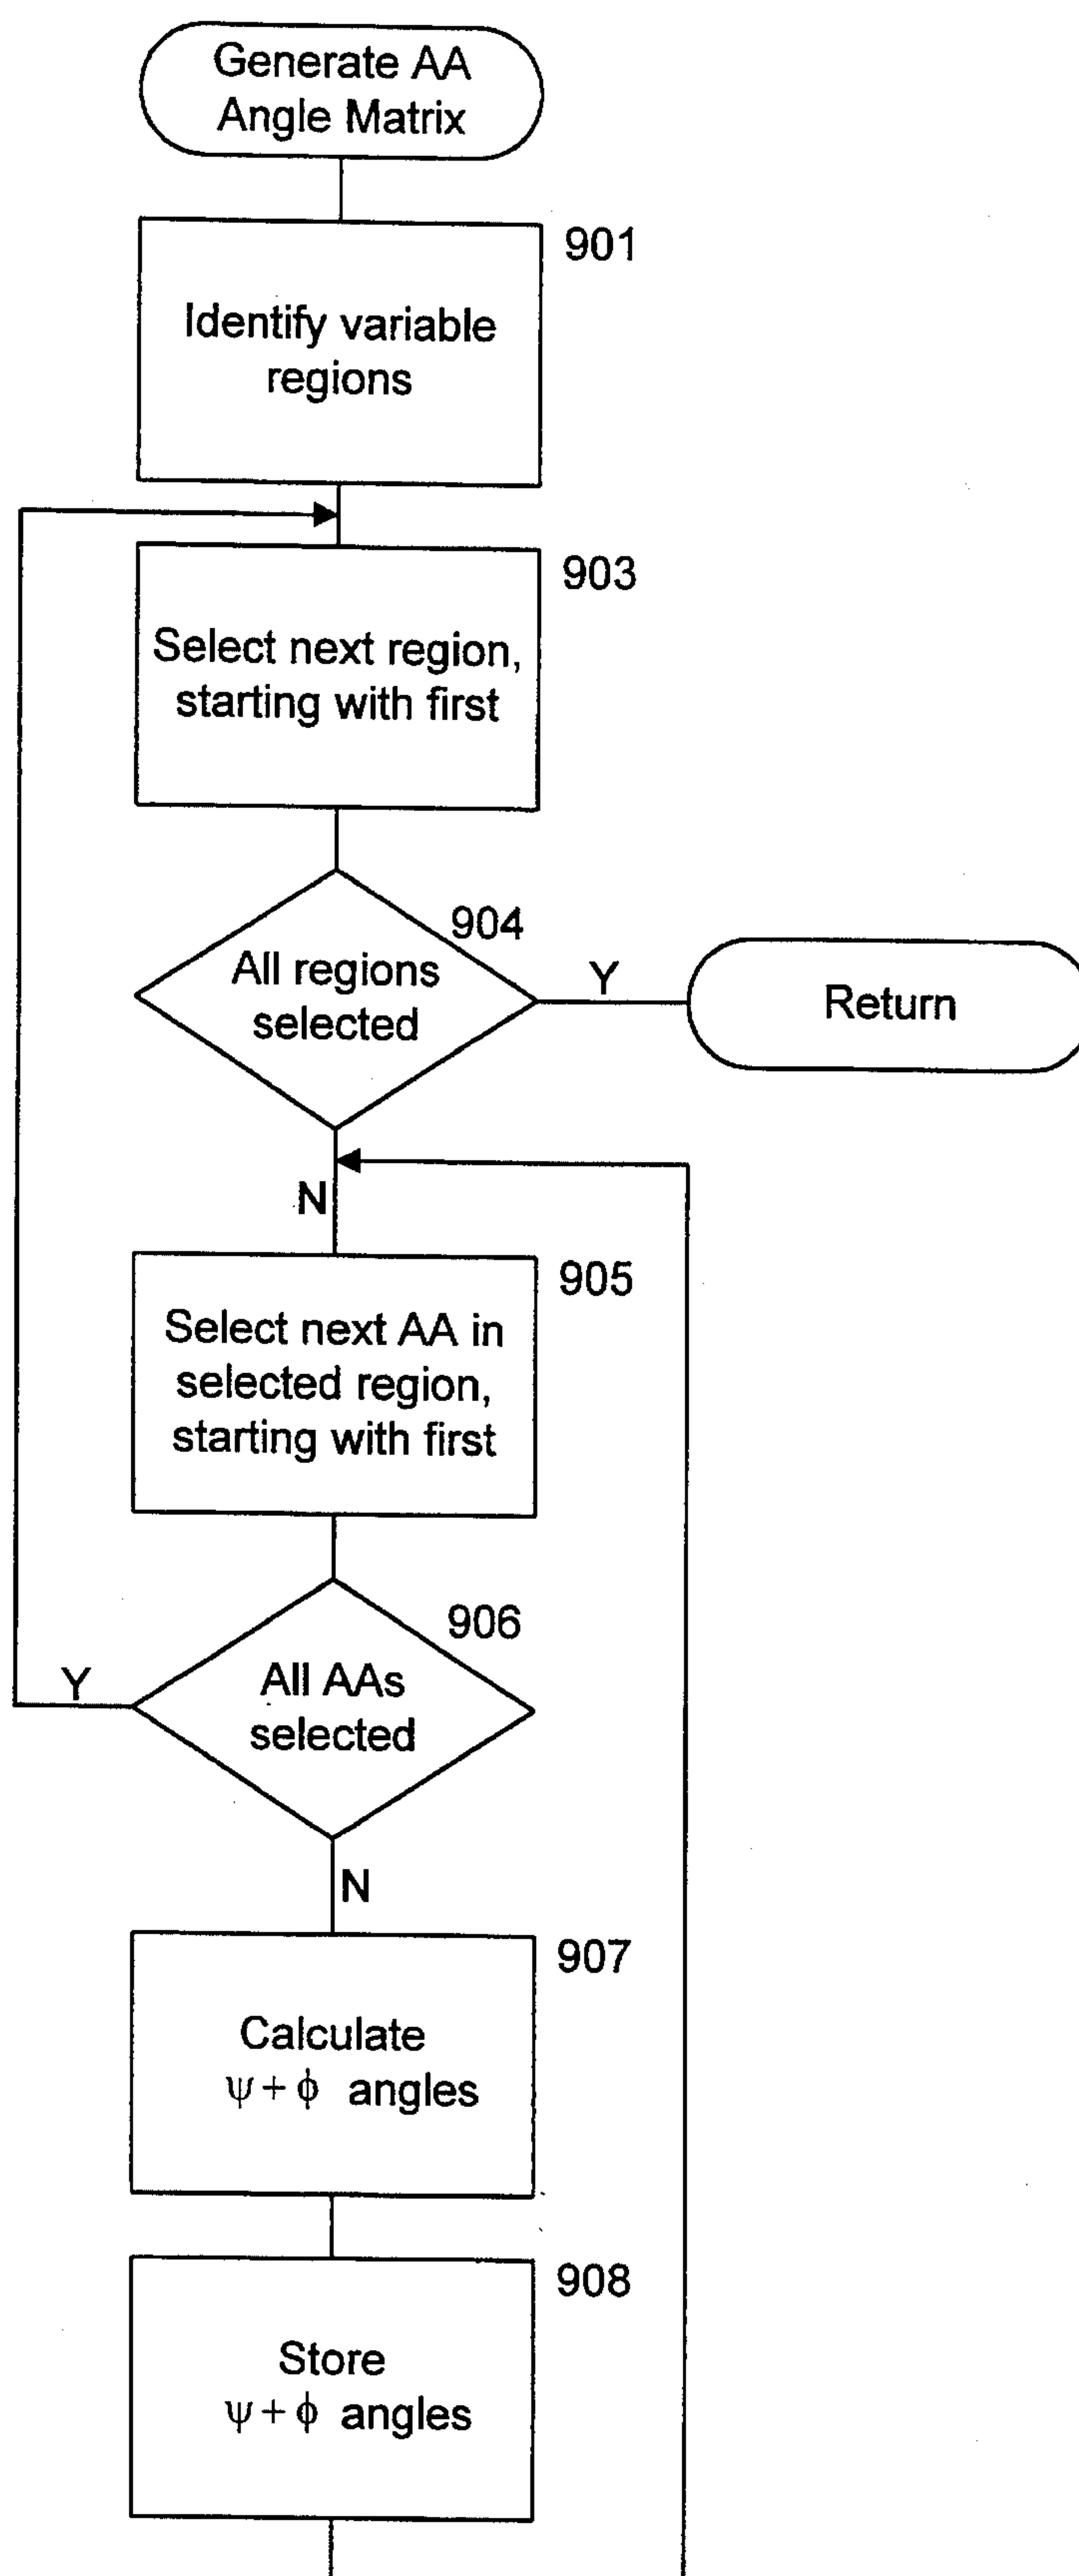 Generate AA
Angle Matrix
901
Identify variable
regions
903
Select next region,
starting with first
904
All regions
selected
Y
Return
N
905
Select next AA in
selected region,
starting with first
906
All AAs
selected
Y
N
907
Calculate
ψ + ϕ angles
908
Store
ψ + ϕ angles